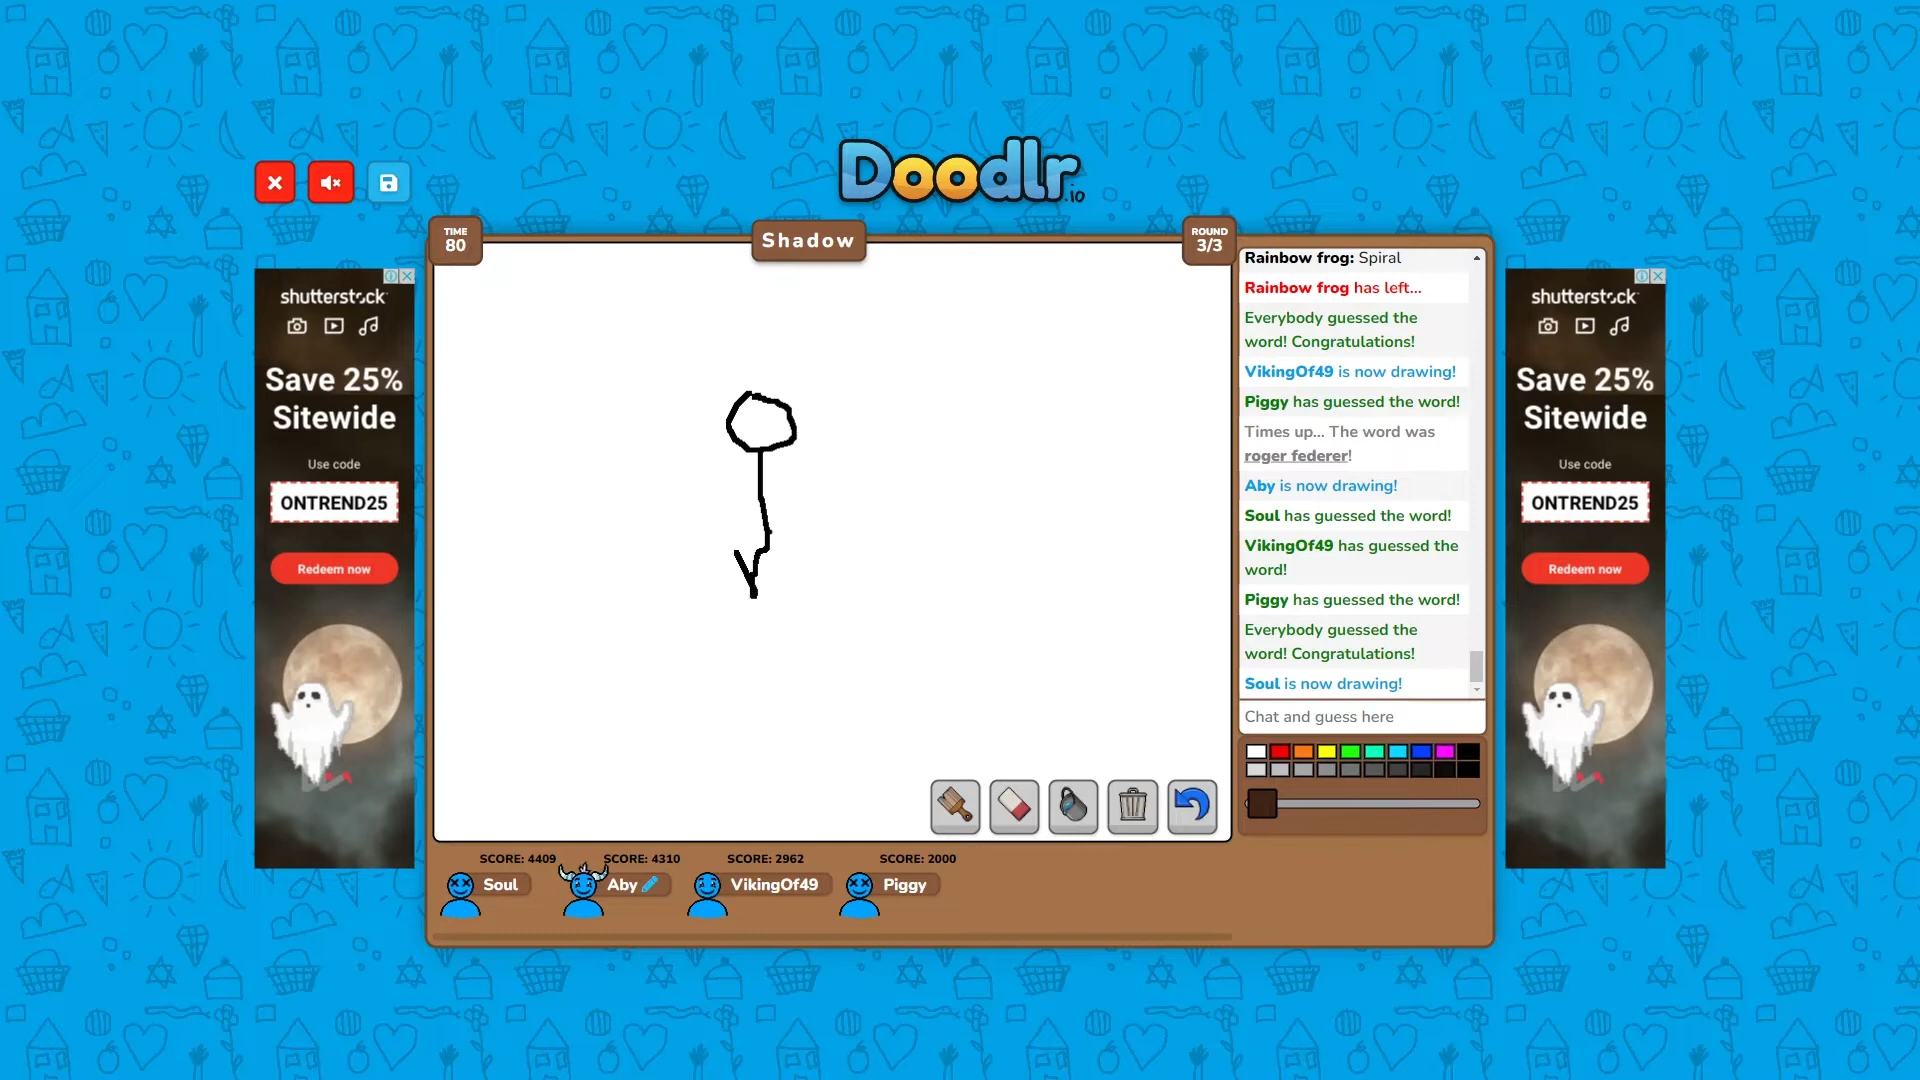 Doodlr.io
TIME
80
Shadow
ROUND
3/3
shutterstock
Save 25%
Sitewide
Use code
ONTREND25
Redeem now
Rainbow frog: Spiral
Rainbow frog has left...
Everybody guessed the
word! Congratulations!
VikingOf49 is now drawing!
Piggy has guessed the word!
Times up... The word was
roger federer!
Aby is now drawing!
Soul has guessed the word!
VikingOf49 has guessed the
word!
Piggy has guessed the word!
Everybody guessed the
word! Congratulations!
Soul is now drawing!
Chat and guess here
shutterstock
Save 25%
Sitewide
Use code
ONTREND25
Redeem now
SCORE: 4409
Soul
SCORE: 4310
Aby
SCORE: 2962
VikingOf49
SCORE: 2000
Piggy